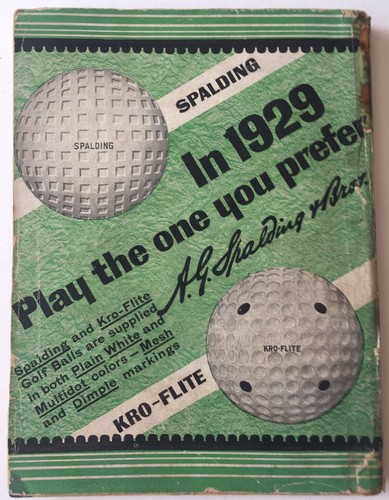 SPALDING
SPALDING
In 1929
Play the one you prefer
A.G. Spalding & Bros.
Spalding and Kro-Flite
Golf Balls are supplied
in both Plain White and
Multidot colors—Mesh
and Dimple markings
KRO-FLITE
KRO-FLITE